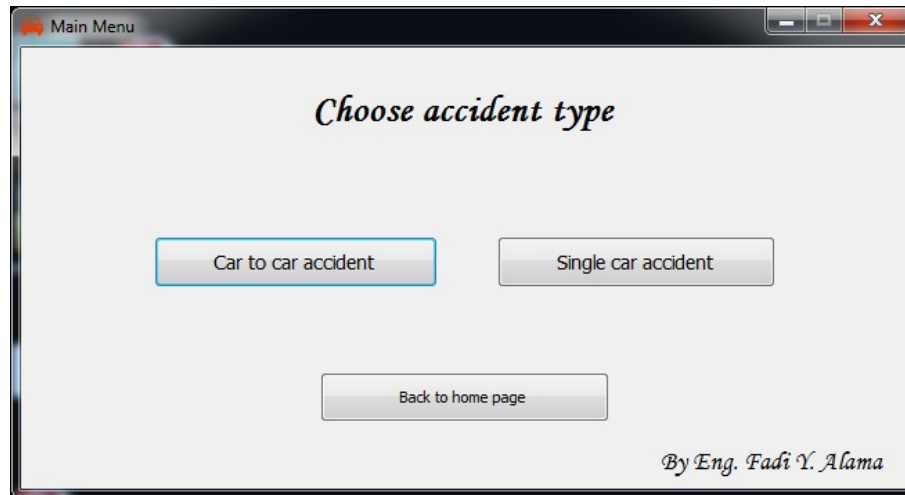 Main Menu
Choose accident type
Car to car accident
Single car accident
Back to home page
By Eng. Fadi Y. Alama